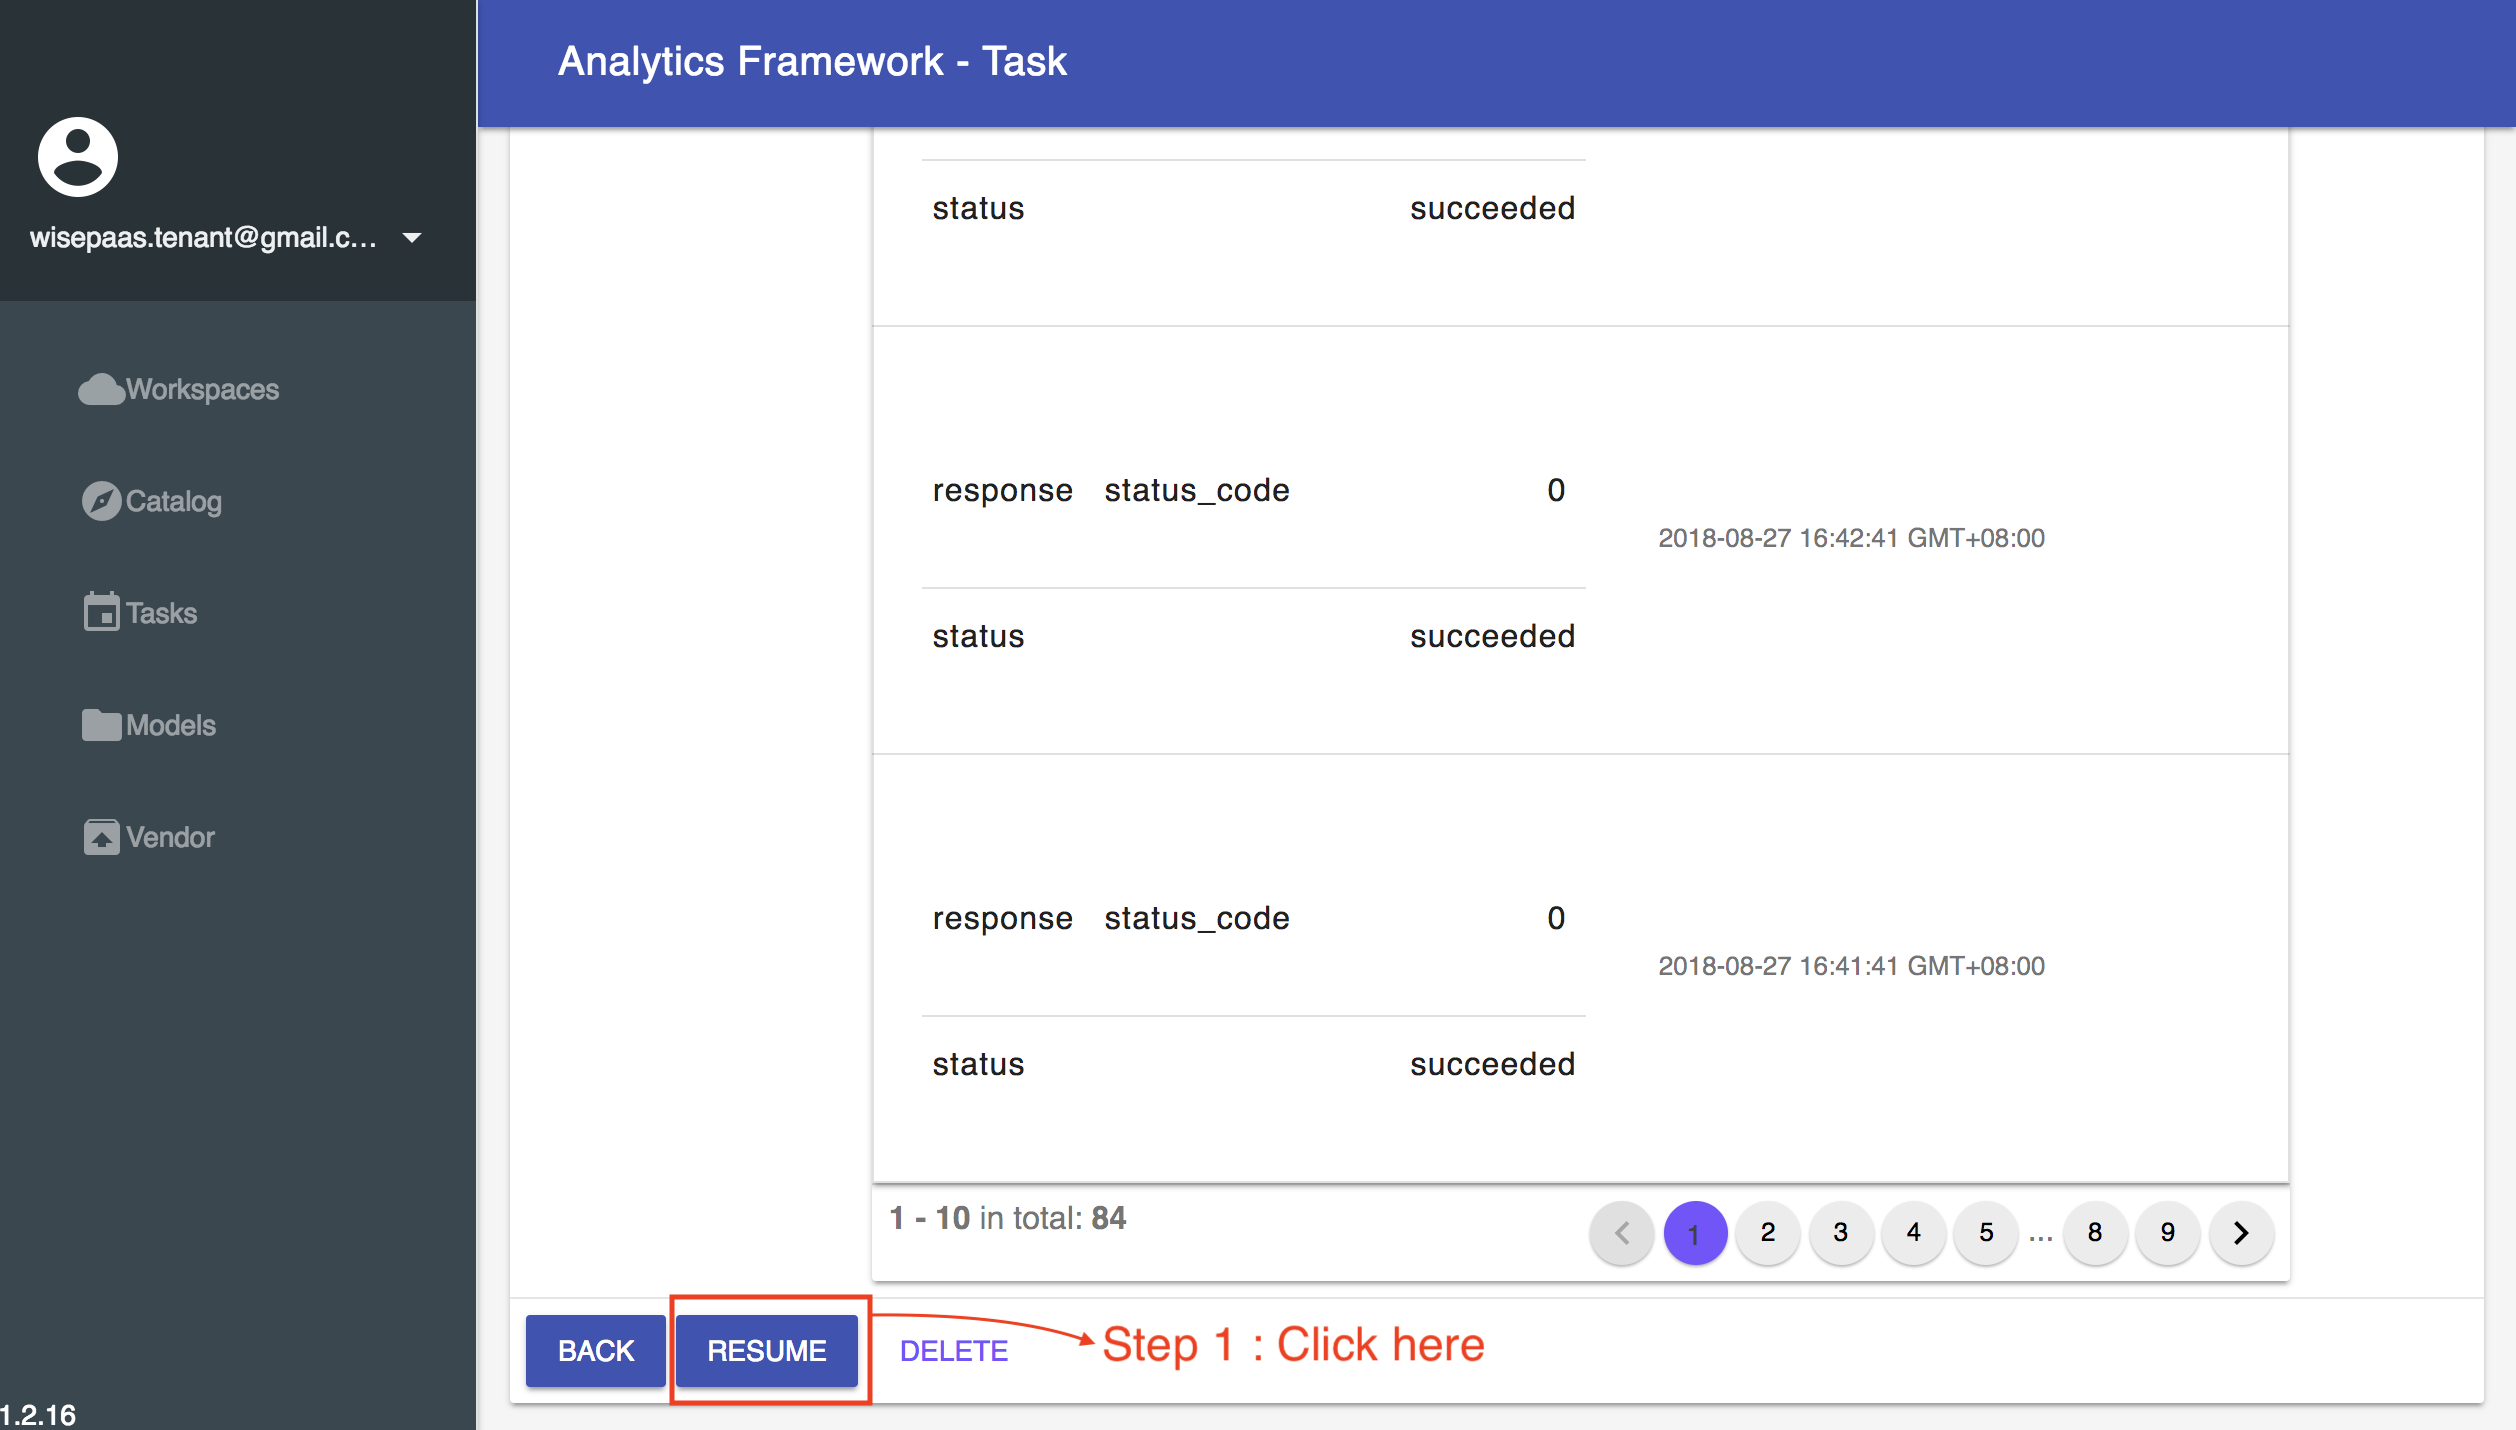 Analytics Framework - Task
wisepaas.tenant@gmail.c...
Workspaces
Catalog
Tasks
Models
Vendor
1.2.16
status succeeded
response status_code 0
2018-08-27 16:42:41 GMT+08:00
status succeeded
response status_code 0
2018-08-27 16:41:41 GMT+08:00
status succeeded
1 - 10 in total: 84
1 2 3 4 5 ... 8 9
BACK RESUME DELETE Step 1 : Click here